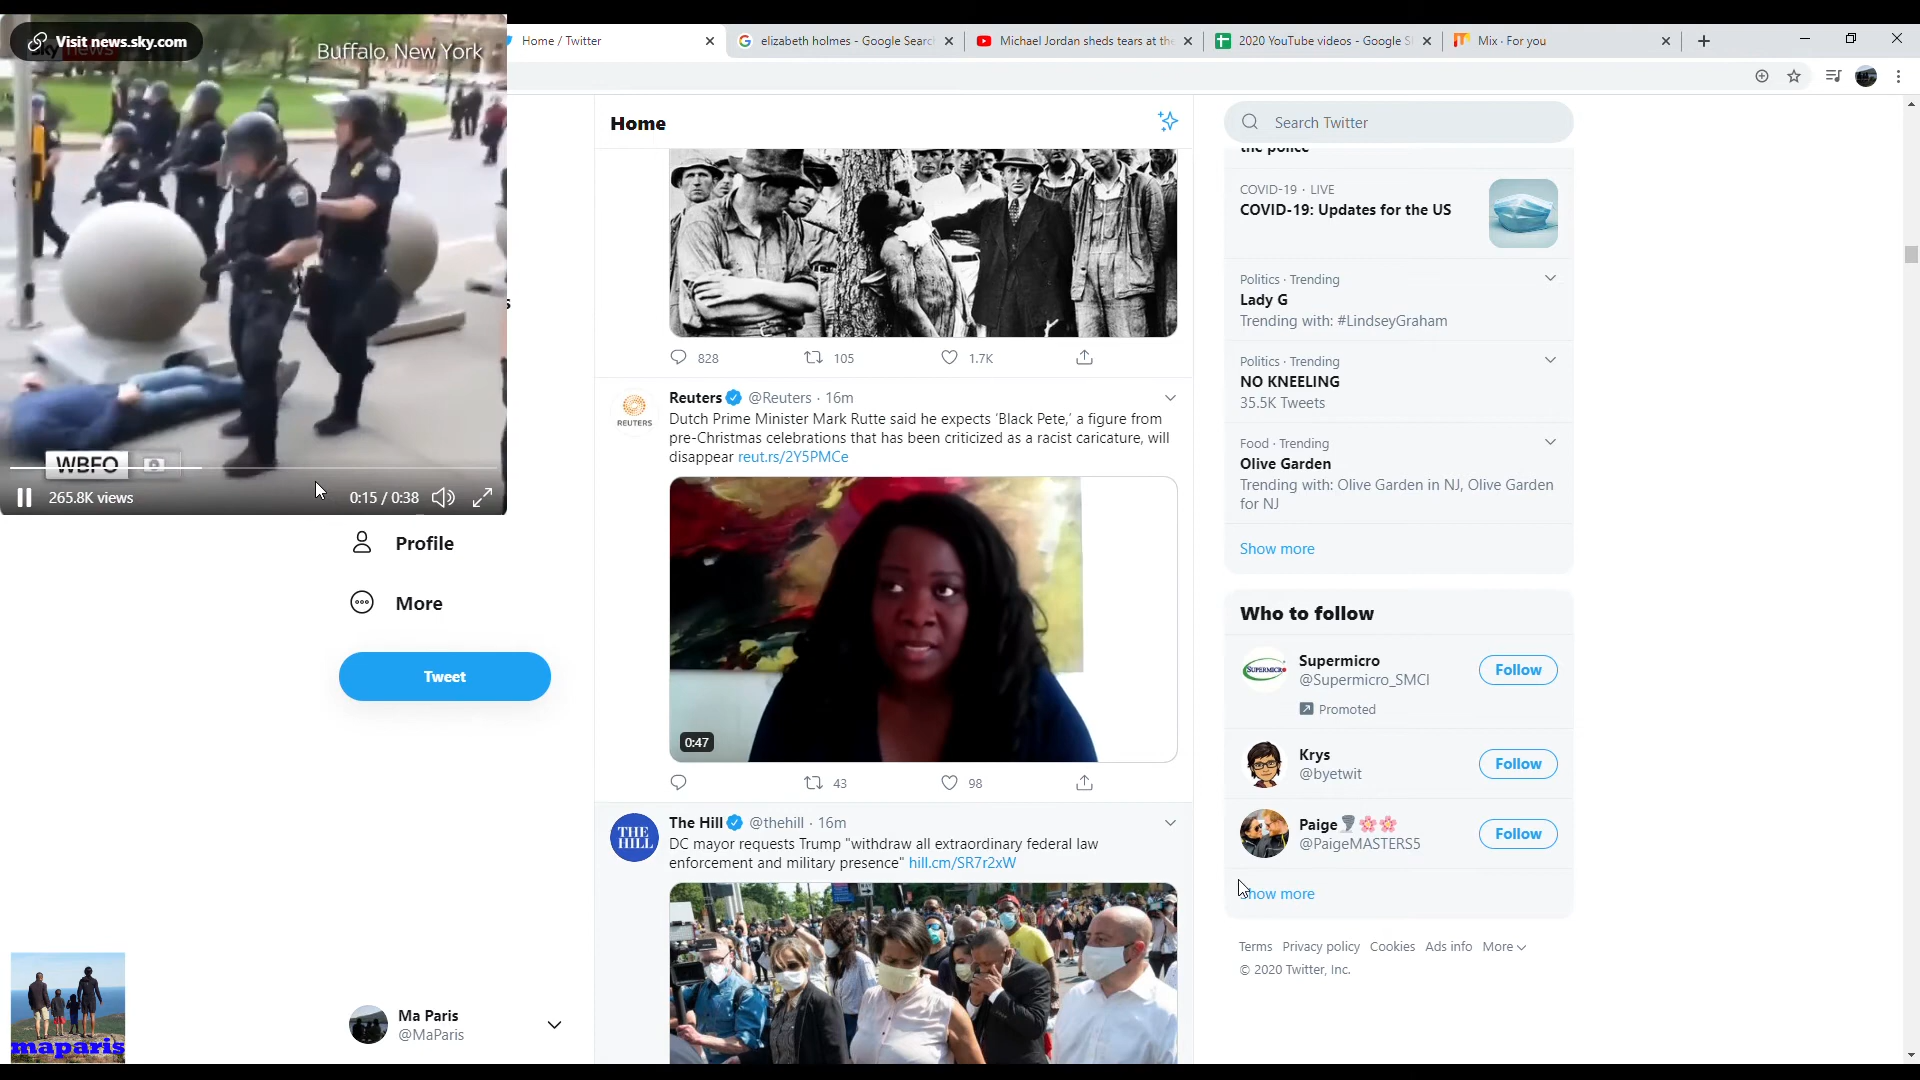 Visit news.sky.com
Buffalo, New York
WBFO
265.8K views
0:15 / 0:38
Home / Twitter
elizabeth holmes - Google Search
Michael Jordan sheds tears at the
2020 YouTube videos - Google S
Mix · For you
Profile
More
Tweet
Ma Paris
@MaParis
maparis
Home
828
105
1.7K
REUTERS
Reuters @Reuters · 16m
Dutch Prime Minister Mark Rutte said he expects ‘Black Pete,’ a figure from
pre-Christmas celebrations that has been criticized as a racist caricature, will
disappear reut.rs/2Y5PMCe
0:47
43
98
THE
HILL
The Hill @thehill · 16m
DC mayor requests Trump "withdraw all extraordinary federal law
enforcement and military presence" hill.cm/SR7r2xW
Search Twitter
the police
COVID-19 · LIVE
COVID-19: Updates for the US
Politics · Trending
Lady G
Trending with: #LindseyGraham
Politics · Trending
NO KNEELING
35.5K Tweets
Food · Trending
Olive Garden
Trending with: Olive Garden in NJ, Olive Garden
for NJ
Show more
Who to follow
SUPERMICRO
Supermicro
@Supermicro_SMCI
Promoted
Follow
Krys
@byetwit
Follow
Paige
@PaigeMASTERS5
Follow
Show more
Terms Privacy policy Cookies Ads info More
© 2020 Twitter, Inc.